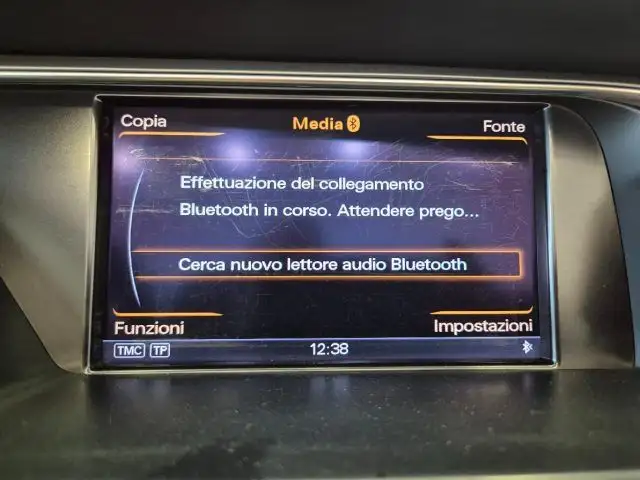 Copia
Media
Fonte
Effettuazione del collegamento
Bluetooth in corso. Attendere prego...
Cerca nuovo lettore audio Bluetooth
Funzioni
Impostazioni
TMC TP
12:38